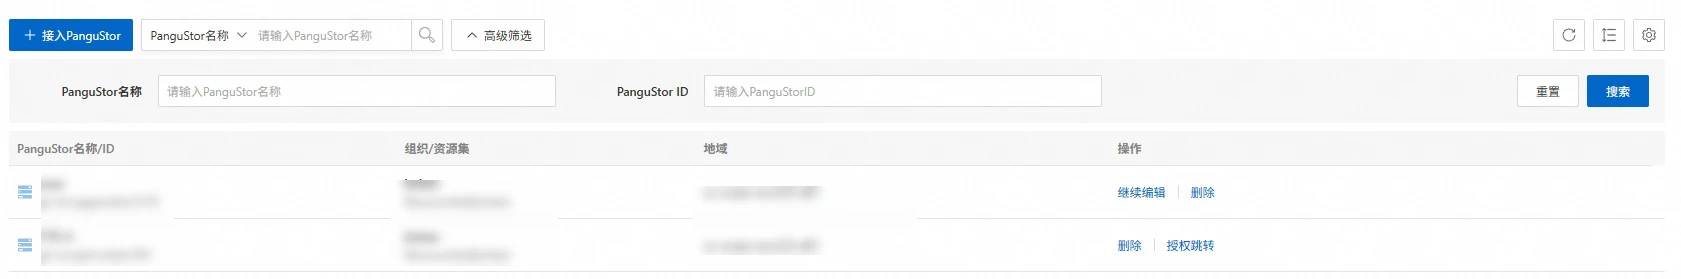 接入PanguStor PanguStor名称 请输入PanguStor名称 高级筛选
PanguStor名称 请输入PanguStor名称 PanguStor ID 请输入PanguStorID 重置 搜索
PanguStor名称/ID 组织/资源集 地域 操作
继续编辑 删除
删除 授权跳转